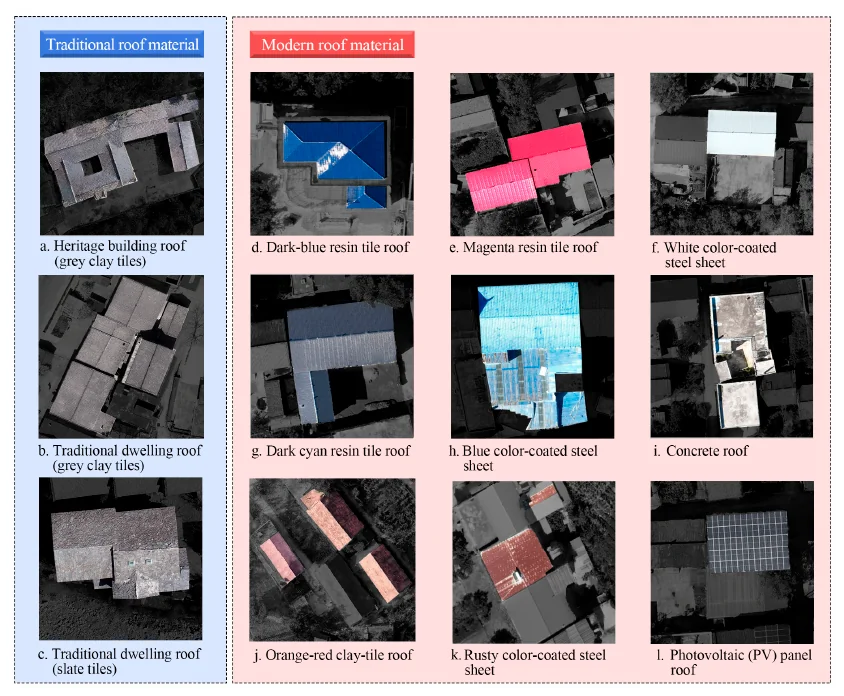 Traditional roof material
Modern roof material
a. Heritage building roof
(grey clay tiles)
d. Dark-blue resin tile roof
e. Magenta resin tile roof
f. White color-coated
steel sheet
b. Traditional dwelling roof
(grey clay tiles)
g. Dark cyan resin tile roof
h. Blue color-coated steel
sheet
i. Concrete roof
c. Traditional dwelling roof
(slate tiles)
j. Orange-red clay-tile roof
k. Rusty color-coated steel
sheet
l. Photovoltaic (PV) panel
roof